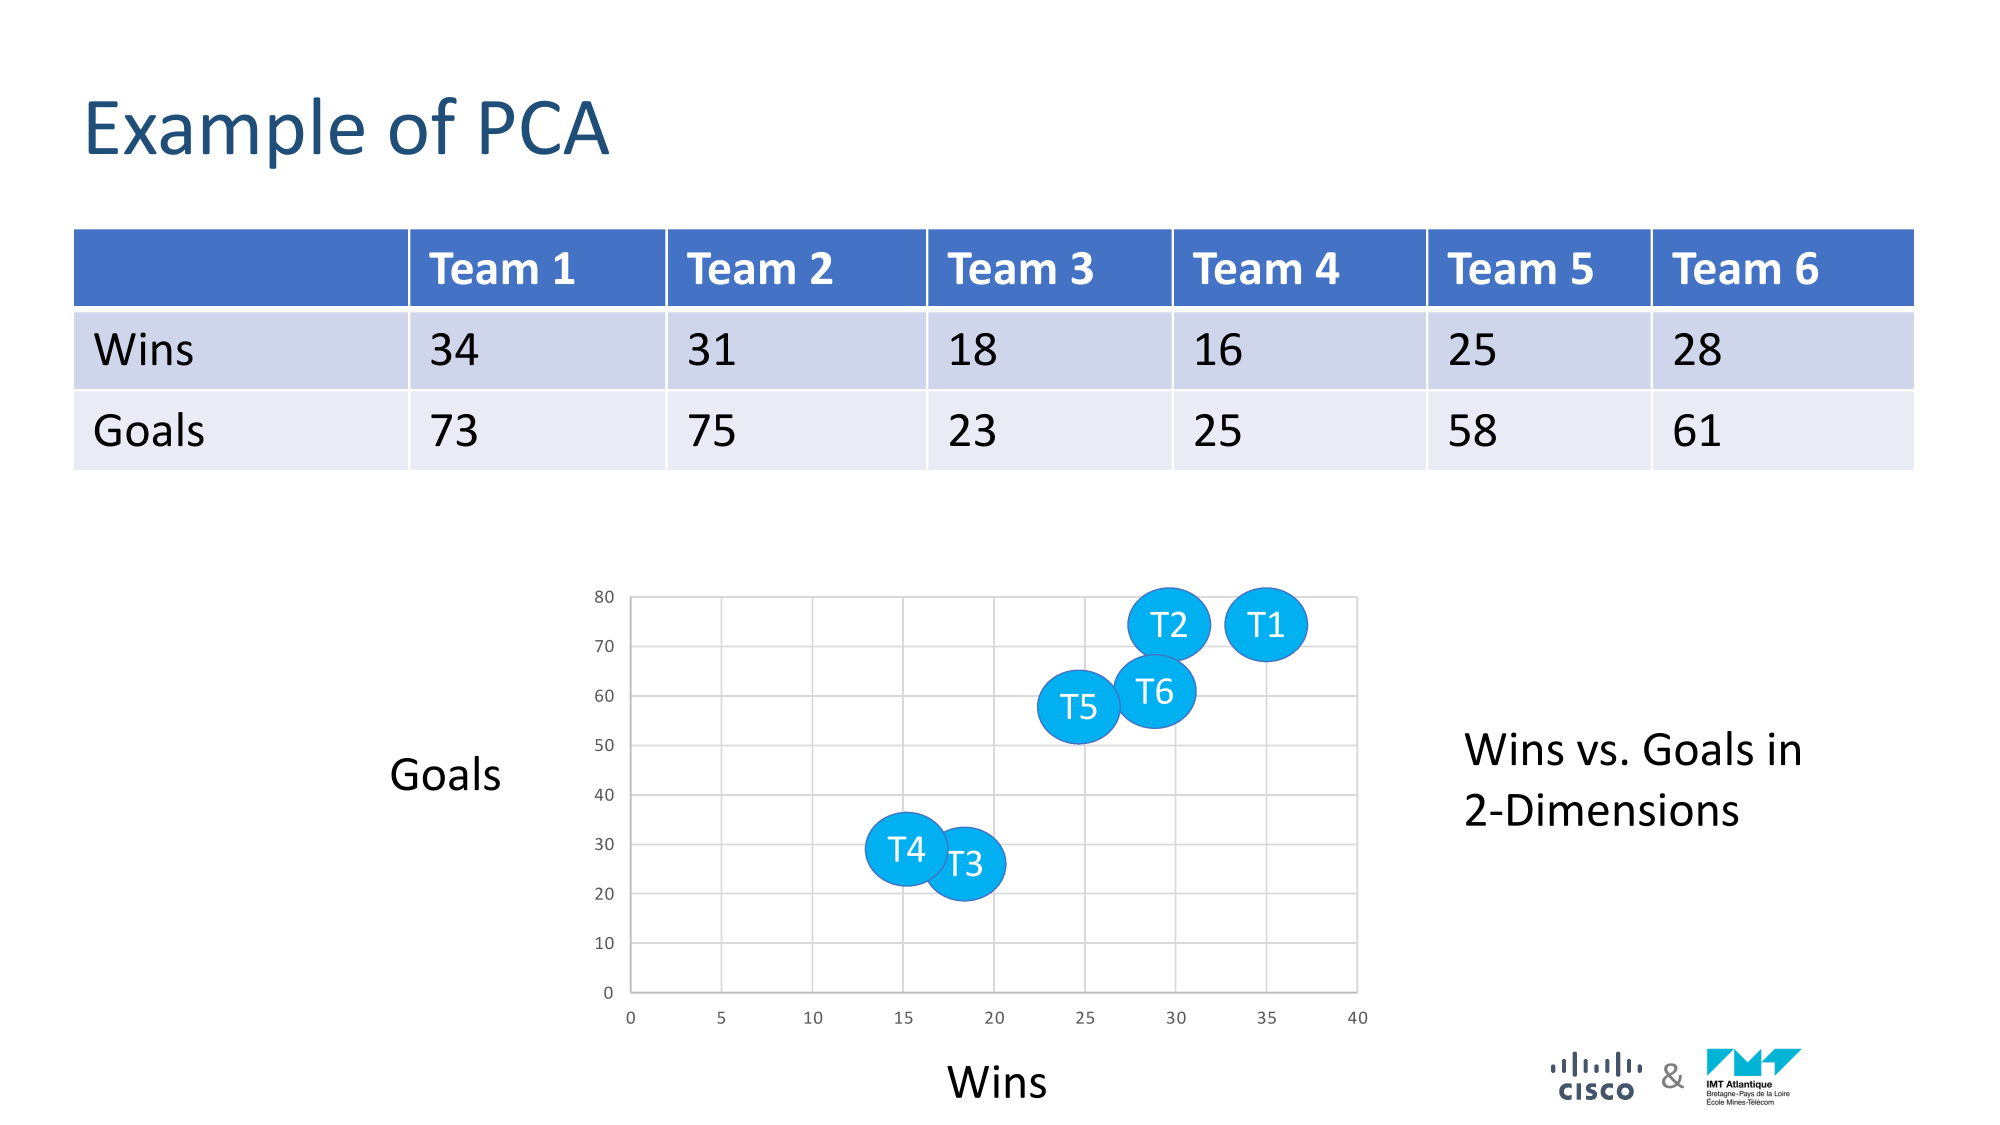 Example of PCA
Team 1 Team 2 Team 3 Team 4 Team 5 Team 6
Wins 34 31 18 16 25 28
Goals 73 75 23 25 58 61
80
70
60
50
40
30
20
10
0
T2 T1
T6
T5
T4 T3
Goals
Wins vs. Goals in
2-Dimensions
0 5 10 15 20 25 30 35 40
Wins
CISCO
&
IMT Atlantique
Bretagne-Pays de la Loire
École Mines-Télécom